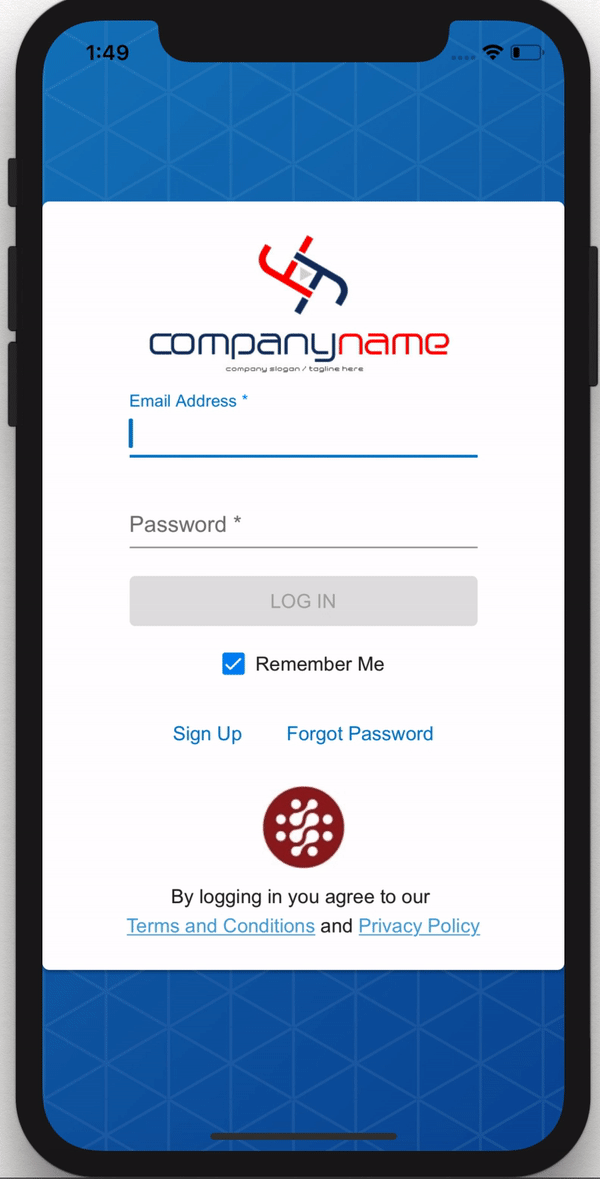 1:49
companyname
company slogan / tagline here
Email Address *
Password *
LOG IN
Remember Me
Sign Up Forgot Password
By logging in you agree to our
Terms and Conditions and Privacy Policy